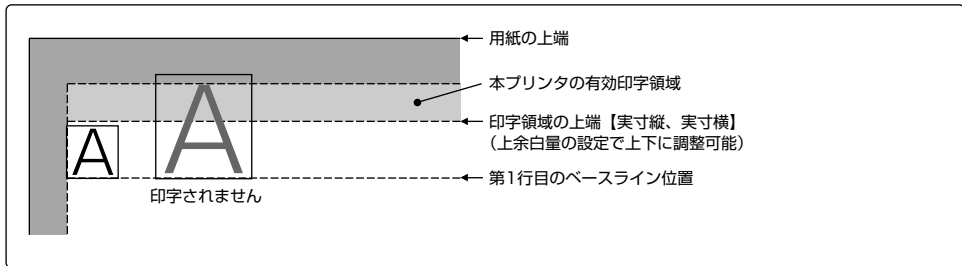 用紙の上端
本プリンタの有効印字領域
印字領域の上端【実寸縦、実寸横】
（上余白量の設定で上下に調整可能）
A
A
第1行目のベースライン位置
印字されません